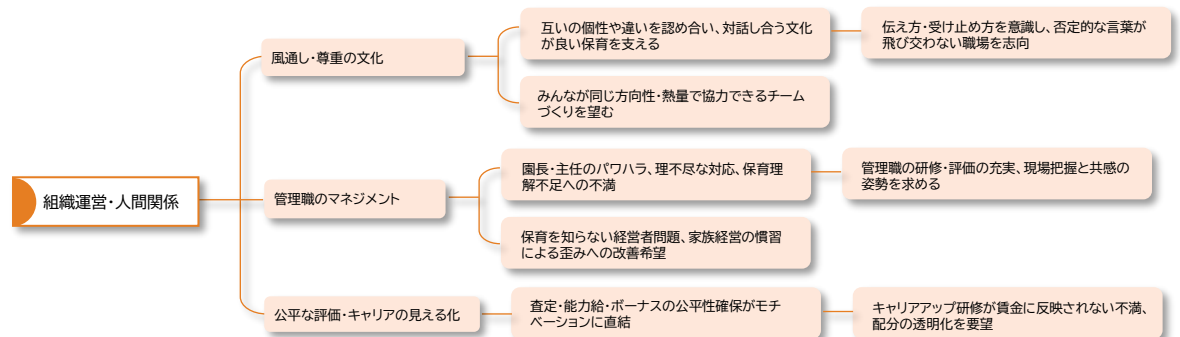 組織運営・人間関係
風通し・尊重の文化
互いの個性や違いを認め合い、対話し合う文化
が良い保育を支える
伝え方・受け止め方を意識し、否定的な言葉が
飛び交わない職場を志向
みんなが同じ方向性・熱量で協力できるチーム
づくりを望む
管理職のマネジメント
園長・主任のパワハラ、理不尽な対応、保育理
解不足への不満
管理職の研修・評価の充実、現場把握と共感の
姿勢を求める
保育を知らない経営者問題、家族経営の慣習
による歪みへの改善希望
公平な評価・キャリアの見える化
査定・能力給・ボーナスの公平性確保がモチ
ベーションに直結
キャリアアップ研修が賃金に反映されない不満、
配分の透明化を要望